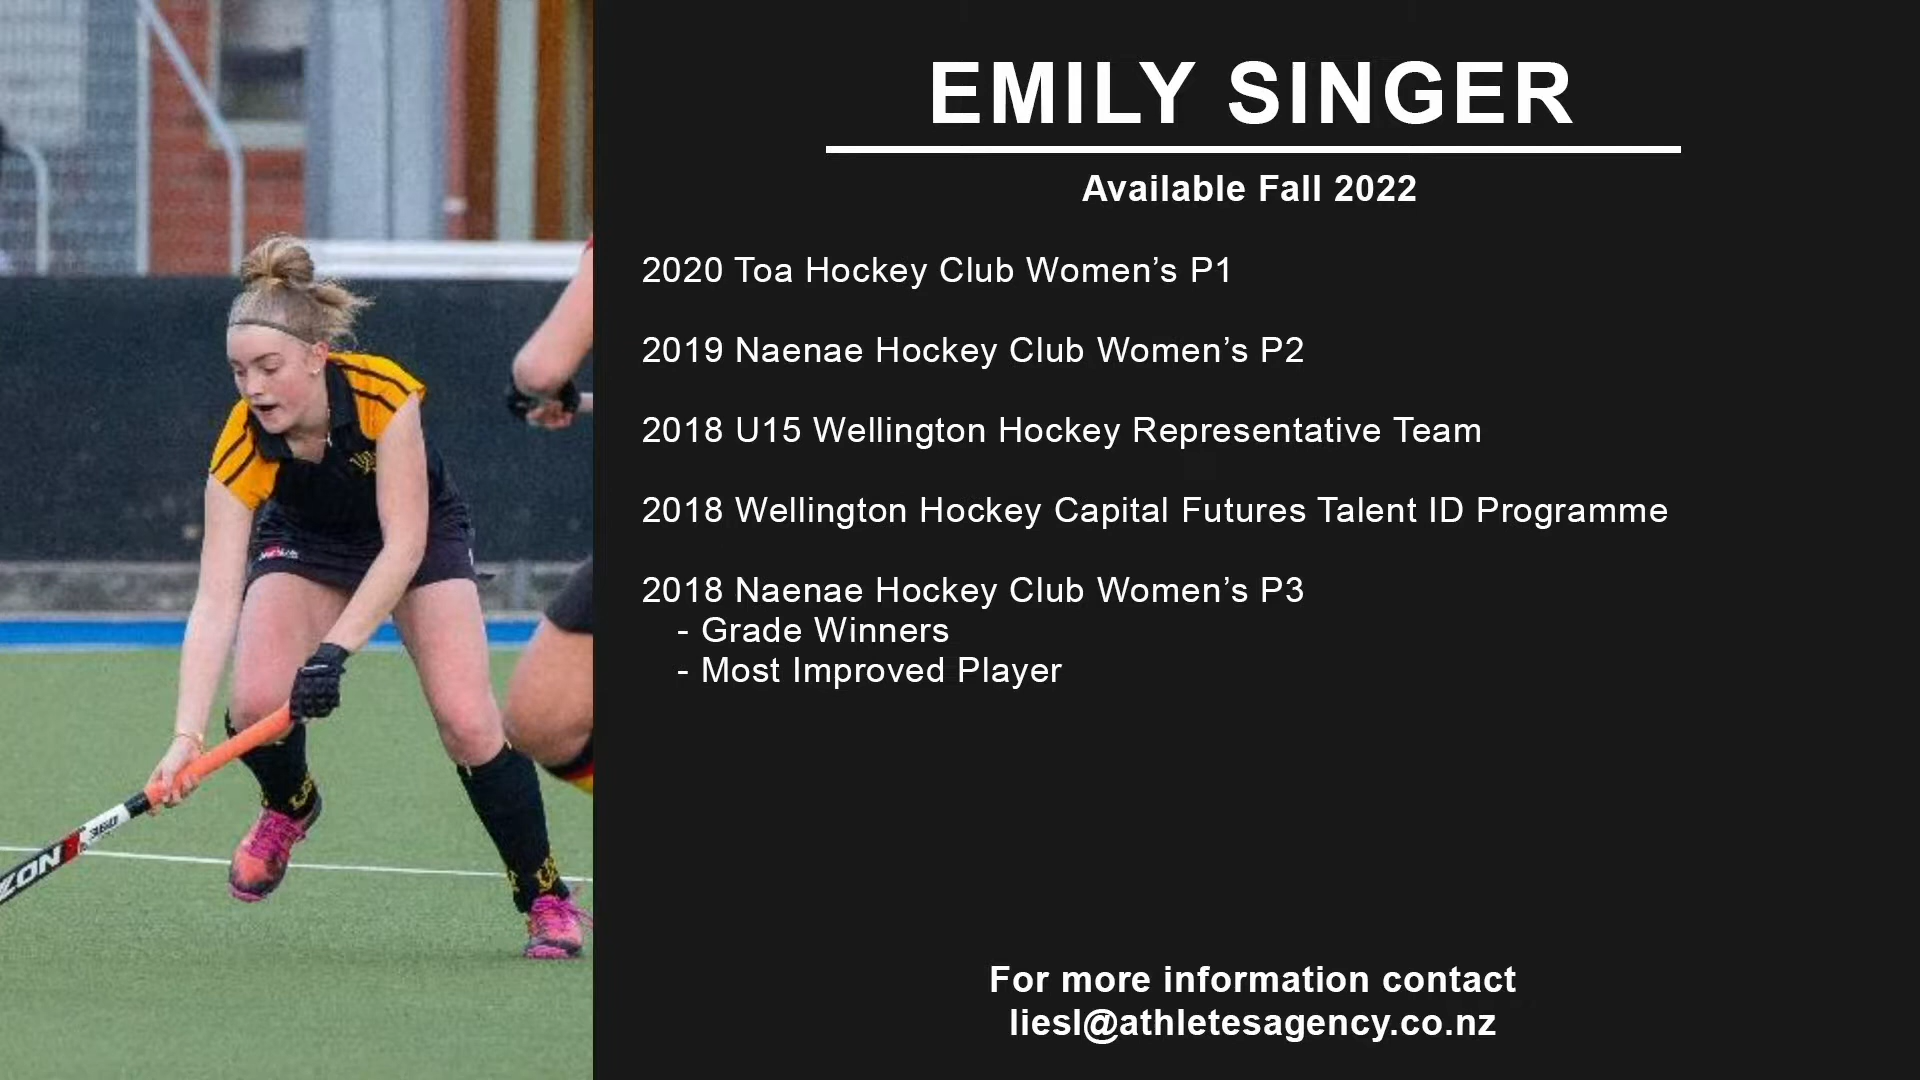 EMILY SINGER
Available Fall 2022
2020 Toa Hockey Club Women’s P1
2019 Naenae Hockey Club Women’s P2
2018 U15 Wellington Hockey Representative Team
2018 Wellington Hockey Capital Futures Talent ID Programme
2018 Naenae Hockey Club Women’s P3
- Grade Winners
- Most Improved Player
For more information contact
liesl@athletesagency.co.nz
ZON 360